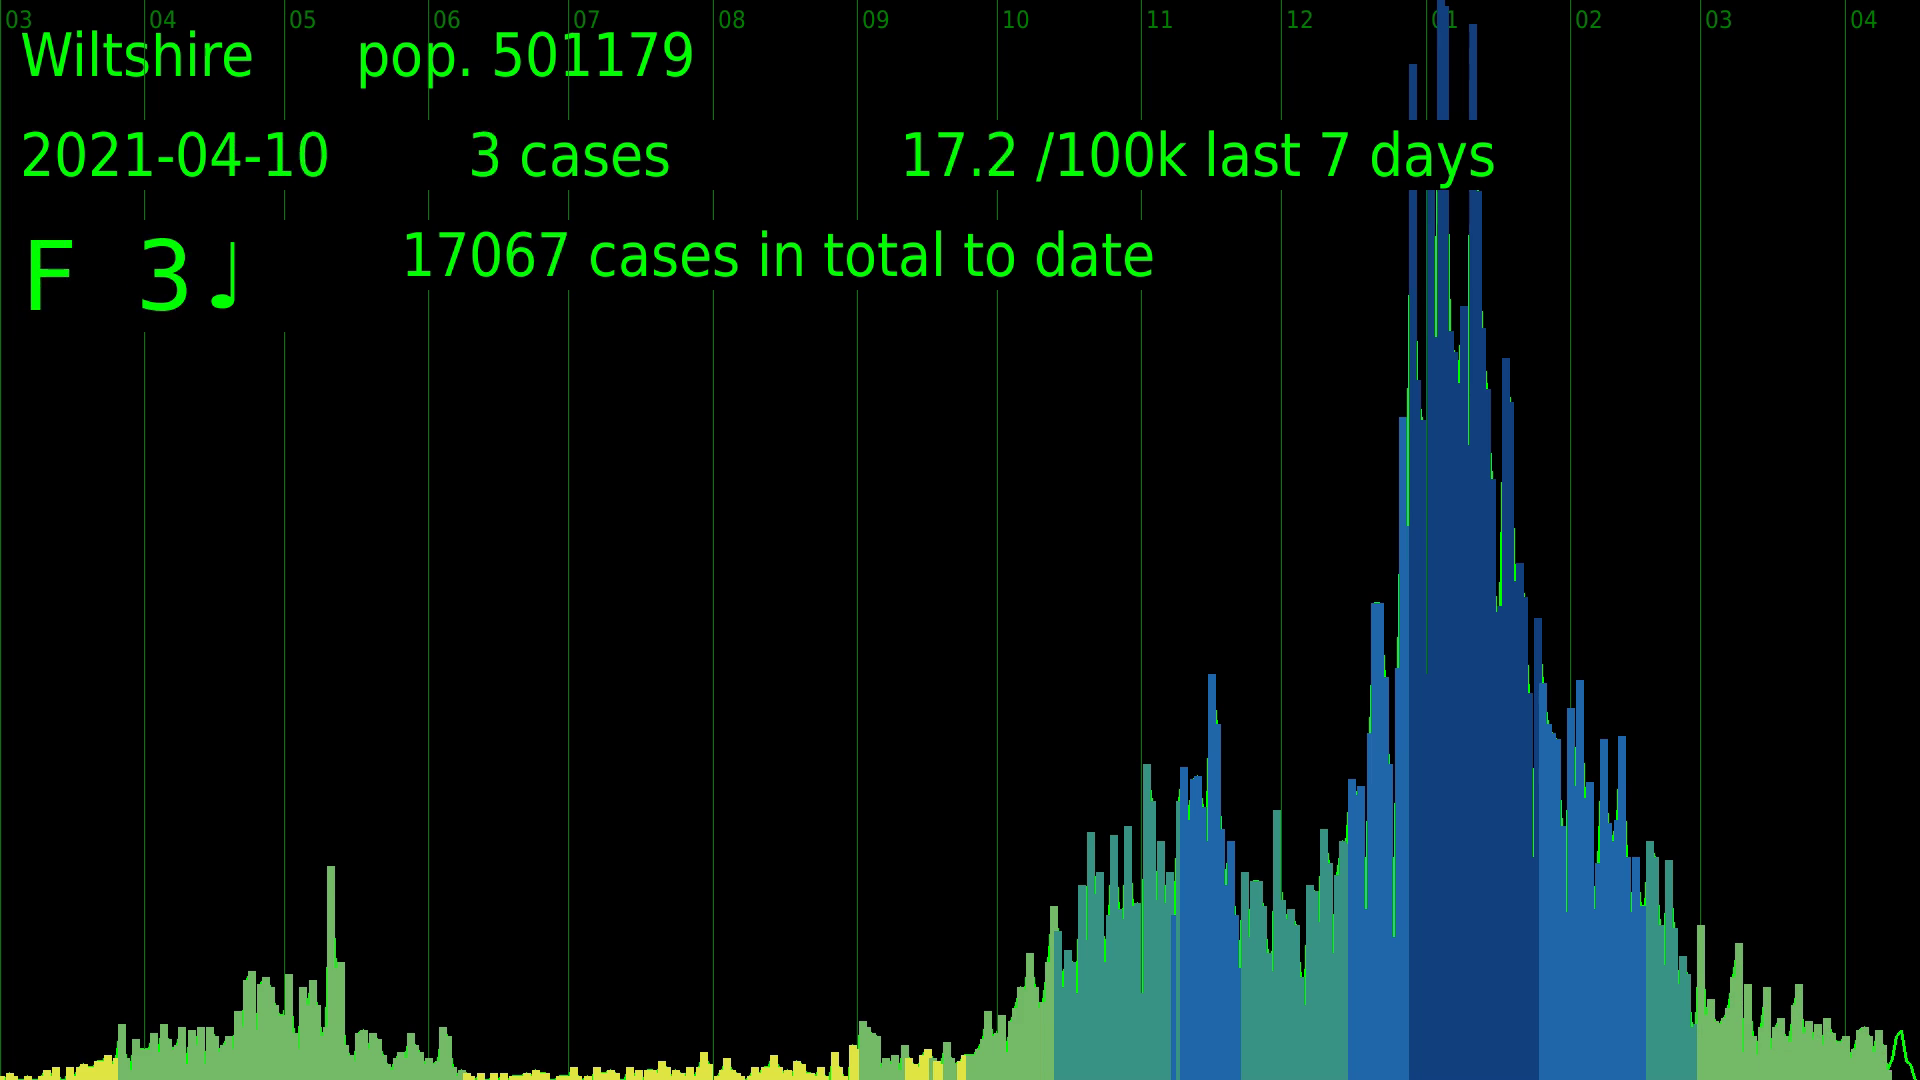 03 04 05 06 07 08 09 10 11 12 01 02 03 04
Wiltshire pop. 501179
2021-04-10 3 cases 17.2 /100k last 7 days
F 3♩ 17067 cases in total to date